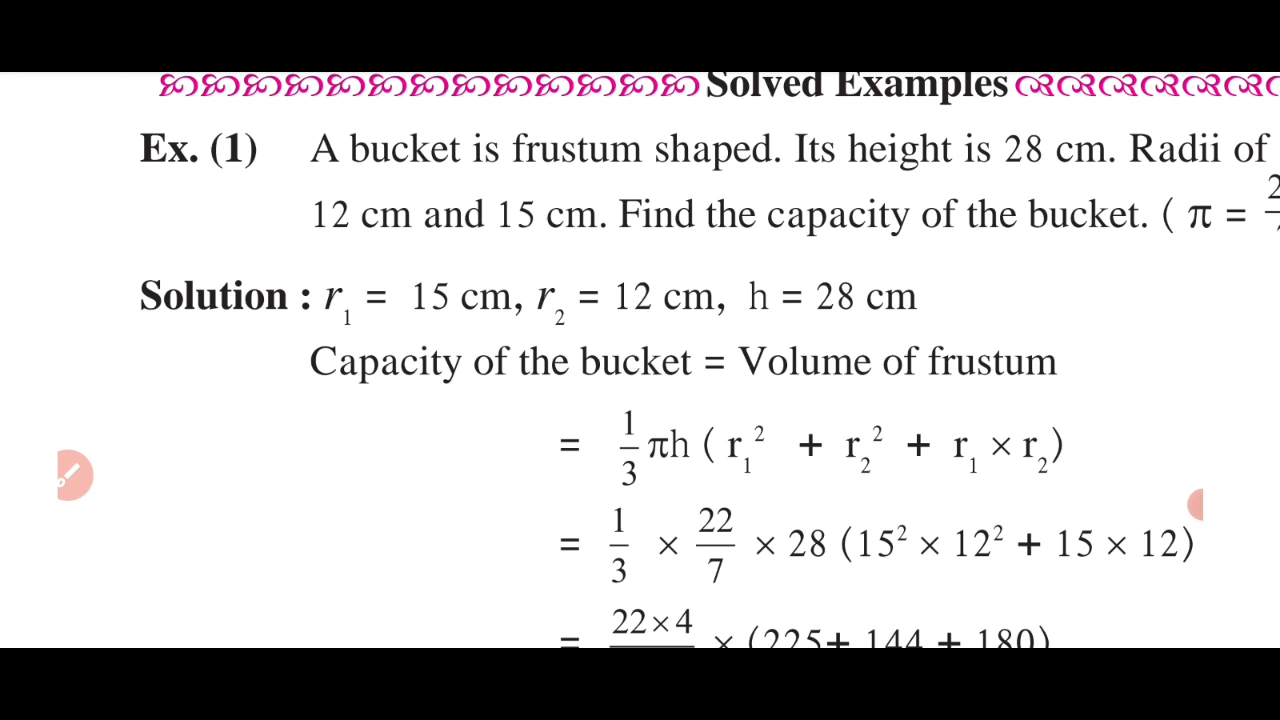 Solved Examples
Ex. (1) A bucket is frustum shaped. Its height is 28 cm. Radii of
12 cm and 15 cm. Find the capacity of the bucket. ( π =
Solution : r₁ = 15 cm, r₂ = 12 cm, h = 28 cm
Capacity of the bucket = Volume of frustum
= 1/3 πh ( r₁² + r₂² + r₁ × r₂)
= 1/3 × 22/7 × 28 (15² × 12² + 15 × 12)
= 22×4 × (225+ 144 + 180)